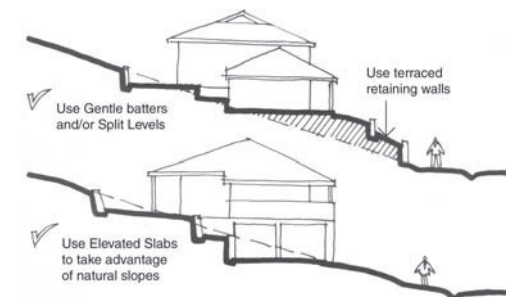 Use terraced
retaining walls
Use Gentle batters
and/or Split Levels
Use Elevated Slabs
to take advantage
of natural slopes